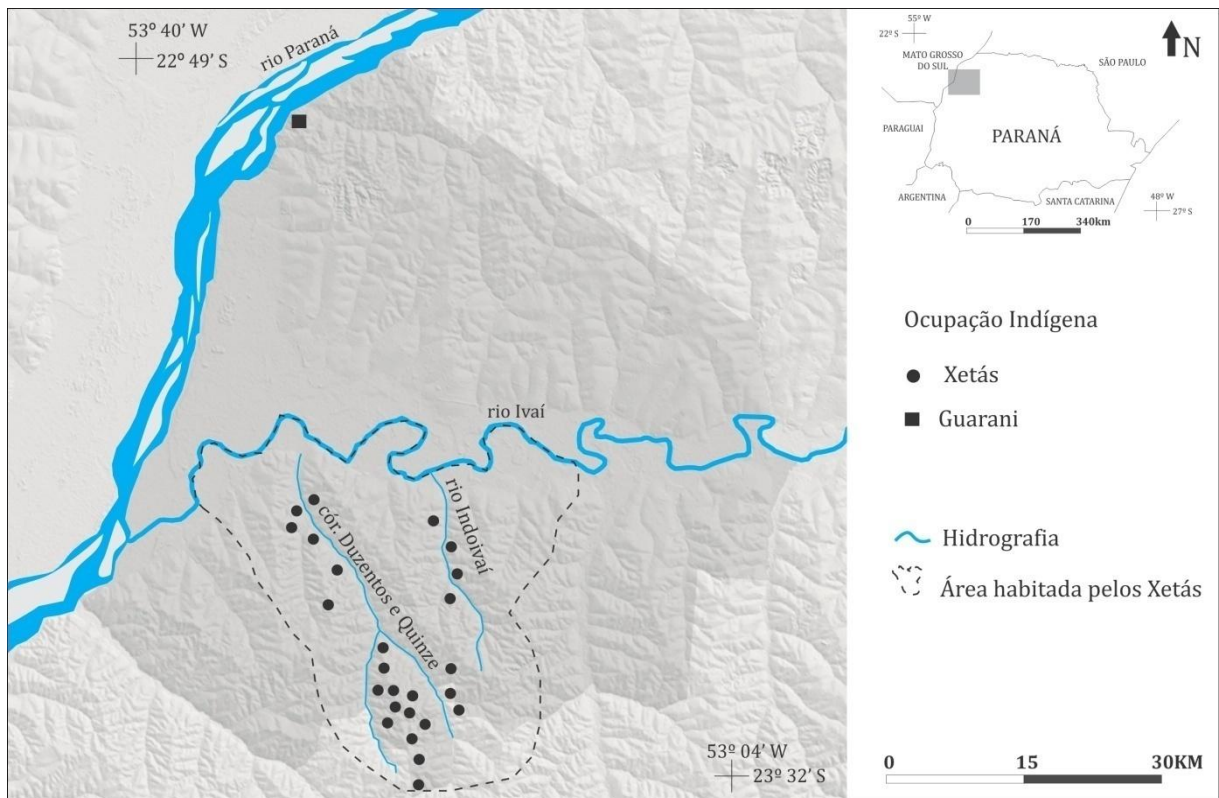 53º 40' W
22º 49' S
rio Paraná
rio Ivaí
cór. Duzentos e Quinze
rio Indoivaí
53º 04' W
23º 32' S
55º W
22º S
N
MATO GROSSO
DO SUL
SÃO PAULO
PARAGUAI
PARANÁ
ARGENTINA
SANTA CATARINA
48º W
27º S
0 170 340km
Ocupação Indígena
Xetás
Guarani
Hidrografia
Área habitada pelos Xetás
0 15 30KM